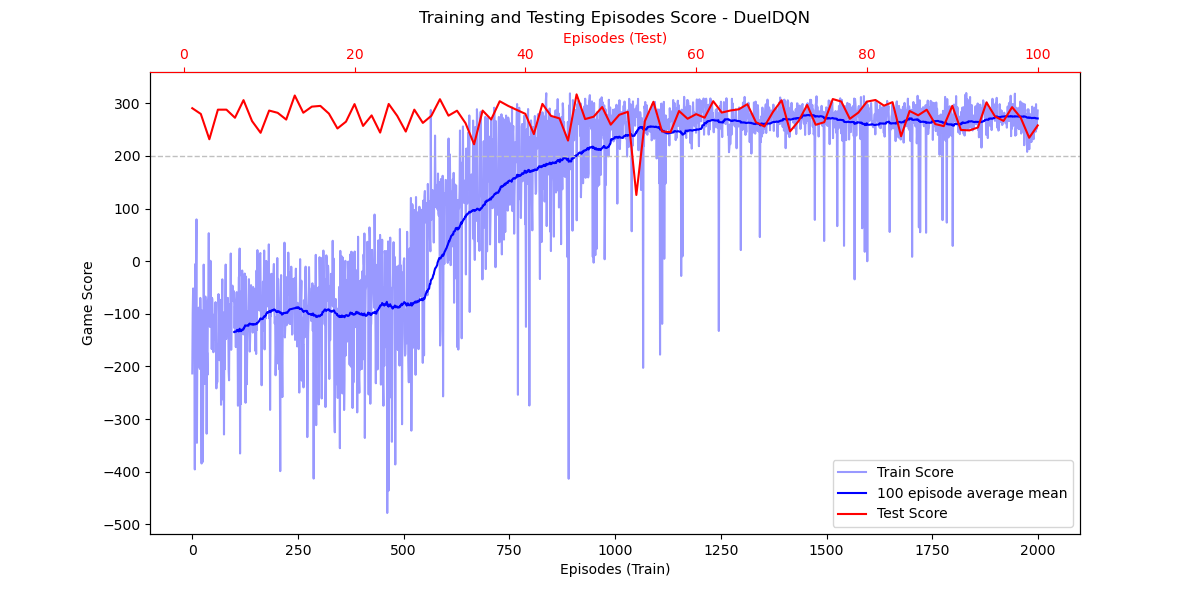 Training and Testing Episodes Score - DuelDQN
Episodes (Test)
0 20 40 60 80 100
300
200
100
0
−100
−200
−300
−400
−500
Game Score
Train Score
100 episode average mean
Test Score
0 250 500 750 1000 1250 1500 1750 2000
Episodes (Train)